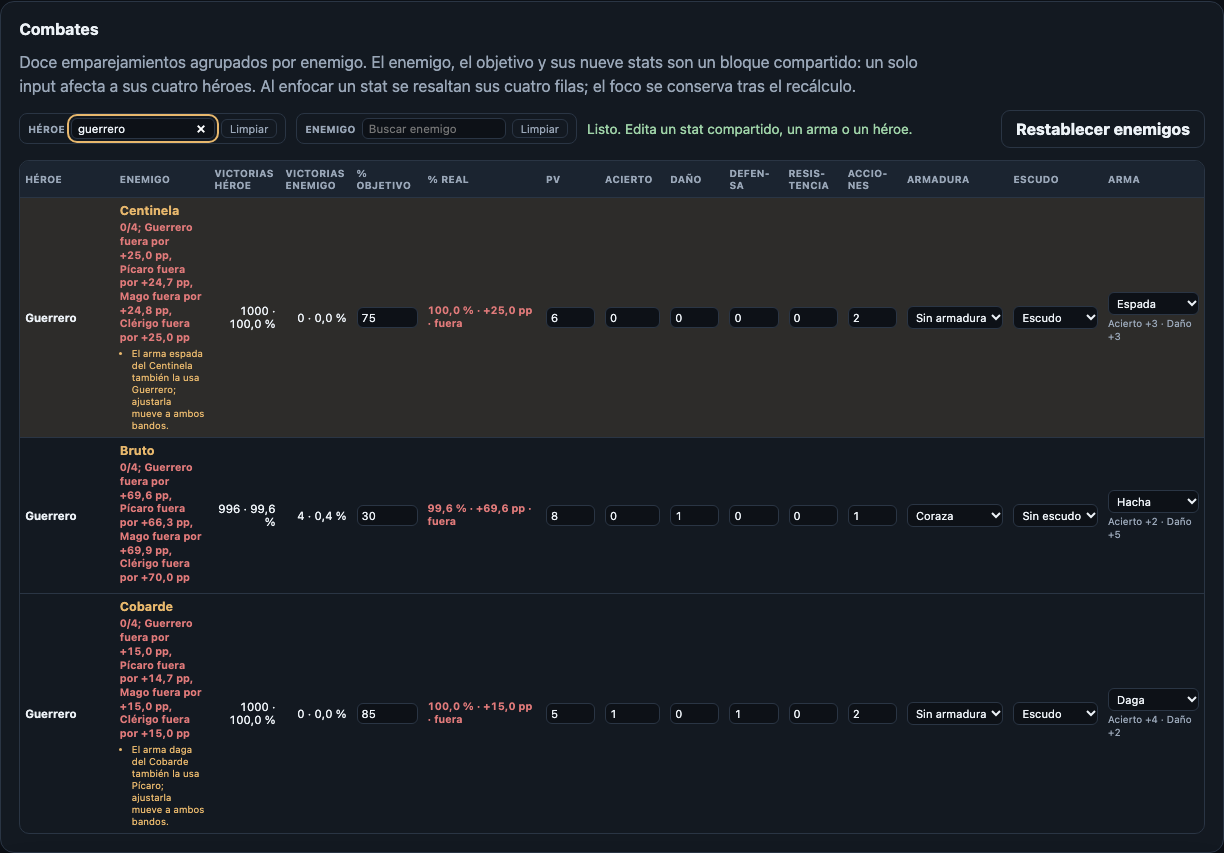 Combates
Doce emparejamientos agrupados por enemigo. El enemigo, el objetivo y sus nueve stats son un bloque compartido: un solo
input afecta a sus cuatro héroes. Al enfocar un stat se resaltan sus cuatro filas; el foco se conserva tras el recálculo.
HÉROE guerrero × Limpiar ENEMIGO Buscar enemigo Limpiar Listo. Edita un stat compartido, un arma o un héroe. Restablecer enemigos
HÉROE ENEMIGO VICTORIAS HÉROE VICTORIAS ENEMIGO % OBJETIVO % REAL PV ACIERTO DAÑO DEFEN-SA RESIS-TENCIA ACCIO-NES ARMADURA ESCUDO ARMA
Centinela
0/4; Guerrero
fuera por
+25,0 pp,
Pícaro fuera
por +24,7 pp,
Mago fuera por
+24,8 pp,
Clérigo fuera
por +25,0 pp
El arma espada
del Centinela
también la usa
Guerrero;
ajustarla
mueve a ambos
bandos.
Guerrero 1000 · 100,0 % 0 · 0,0 % 75 100,0 % · +25,0 pp · fuera 6 0 0 0 0 2 Sin armadura Escudo Espada
Acierto +3 · Daño
+3
Bruto
0/4; Guerrero
fuera por
+69,6 pp,
Pícaro fuera
por +66,3 pp,
Mago fuera por
+69,9 pp,
Clérigo fuera
por +70,0 pp
Guerrero 996 · 99,6 % 4 · 0,4 % 30 99,6 % · +69,6 pp · fuera 8 0 1 0 0 1 Coraza Sin escudo Hacha
Acierto +2 · Daño
+5
Cobarde
0/4; Guerrero
fuera por
+15,0 pp,
Pícaro fuera
por +14,7 pp,
Mago fuera por
+15,0 pp,
Clérigo fuera
por +15,0 pp
El arma daga
del Cobarde
también la usa
Pícaro;
ajustarla
mueve a ambos
bandos.
Guerrero 1000 · 100,0 % 0 · 0,0 % 85 100,0 % · +15,0 pp · fuera 5 1 0 1 0 2 Sin armadura Escudo Daga
Acierto +4 · Daño
+2